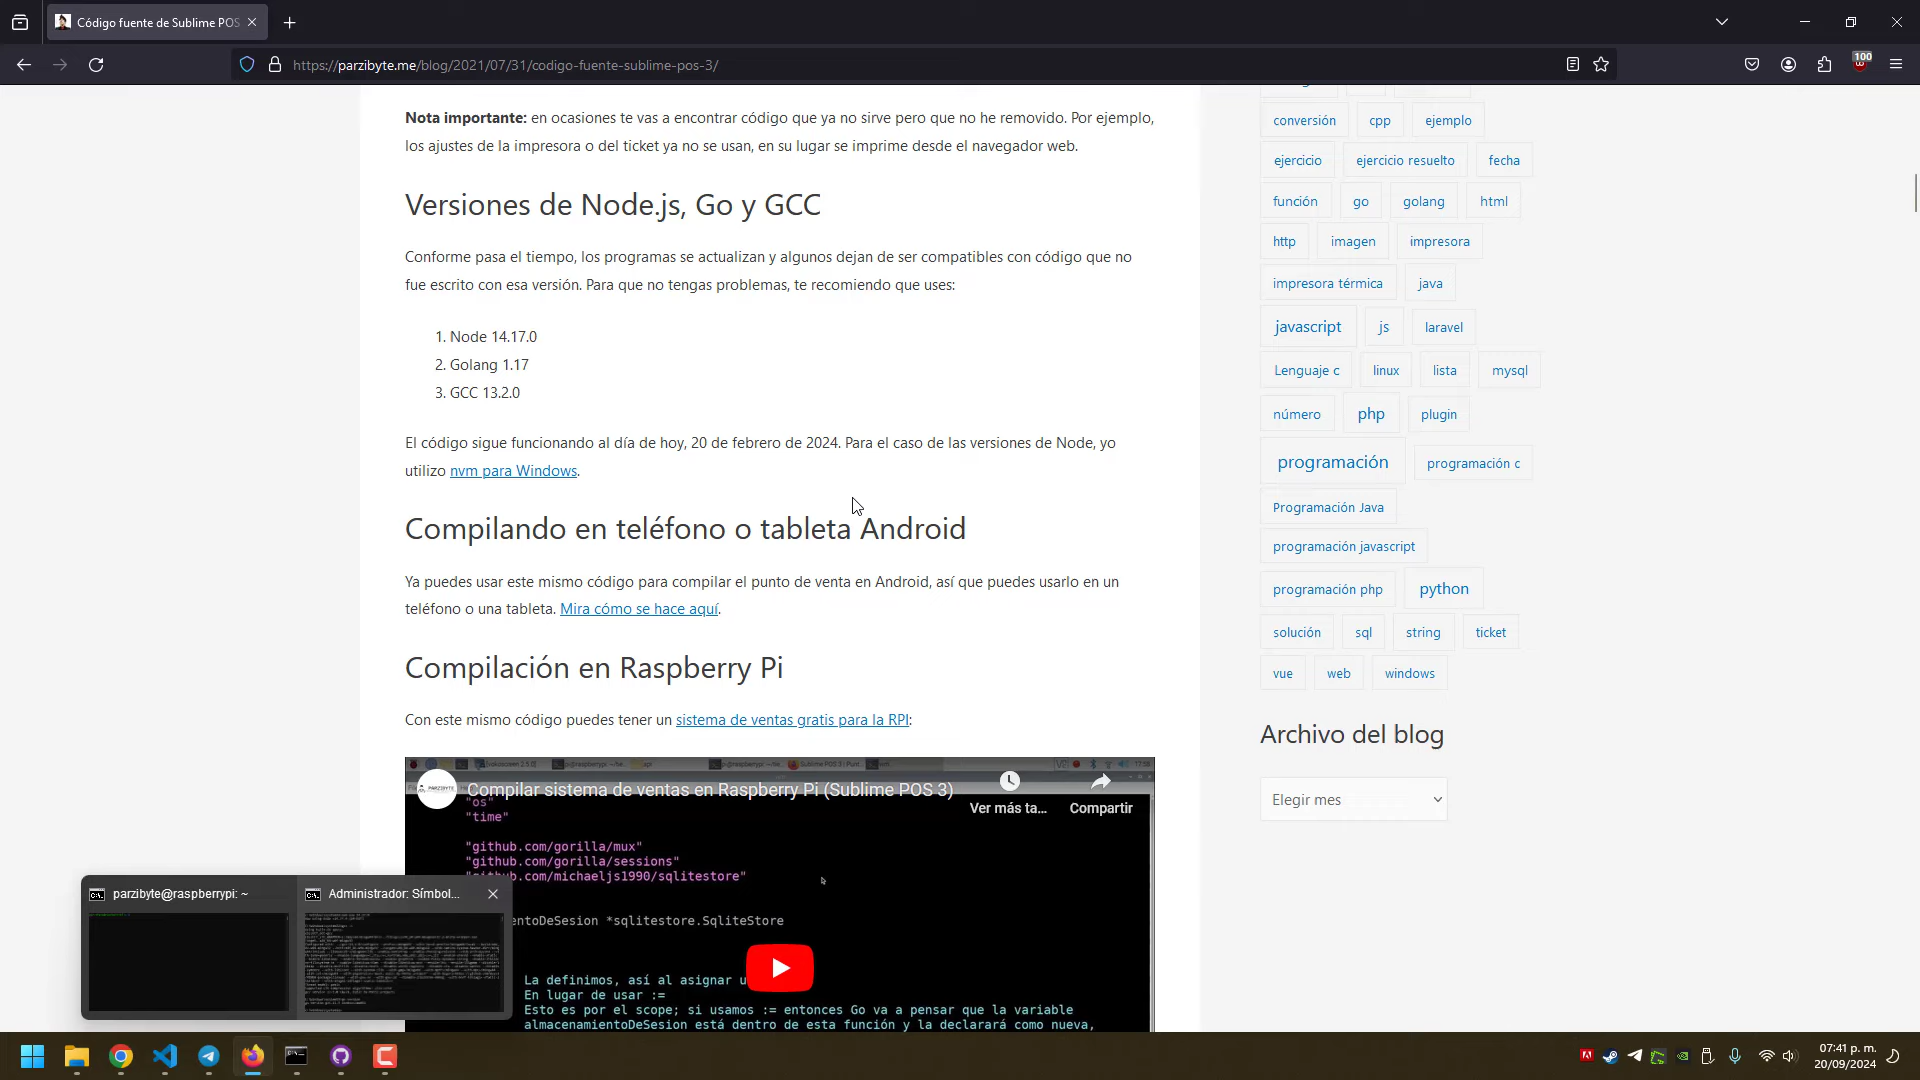 Código fuente de Sublime POS
https://parzibyte.me/blog/2021/07/31/codigo-fuente-sublime-pos-3/
100
Nota importante: en ocasiones te vas a encontrar código que ya no sirve pero que no he removido. Por ejemplo,
los ajustes de la impresora o del ticket ya no se usan, en su lugar se imprime desde el navegador web.
Versiones de Node.js, Go y GCC
Conforme pasa el tiempo, los programas se actualizan y algunos dejan de ser compatibles con código que no
fue escrito con esa versión. Para que no tengas problemas, te recomiendo que uses:
1. Node 14.17.0
2. Golang 1.17
3. GCC 13.2.0
El código sigue funcionando al día de hoy, 20 de febrero de 2024. Para el caso de las versiones de Node, yo
utilizo nvm para Windows.
Compilando en teléfono o tableta Android
Ya puedes usar este mismo código para compilar el punto de venta en Android, así que puedes usarlo en un
teléfono o una tableta. Mira cómo se hace aquí.
Compilación en Raspberry Pi
Con este mismo código puedes tener un sistema de ventas gratis para la RPI:
Compilar sistema de ventas en Raspberry Pi (Sublime POS 3)
Ver más ta...
Compartir
"os"
"time"
"github.com/gorilla/mux"
"github.com/gorilla/sessions"
github.com/michaeljs1990/sqlitestore"
entoDeSesion *sqlitestore.SqliteStore
La definimos, así al asignar
En lugar de usar :=
Esto es por el scope; si usamos := entonces Go va a pensar que la variable
almacenamientoDeSesion está dentro de esta función y la declarará como nueva,
conversión cpp ejemplo
ejercicio ejercicio resuelto fecha
función go golang html
http imagen impresora
impresora térmica java
javascript js laravel
Lenguaje c linux lista mysql
número php plugin
programación programación c
Programación Java
programación javascript
programación php python
solución sql string ticket
vue web windows
Archivo del blog
Elegir mes
parzibyte@raspberrypi: ~
Administrador: Símbol...
07:41 p. m.
20/09/2024